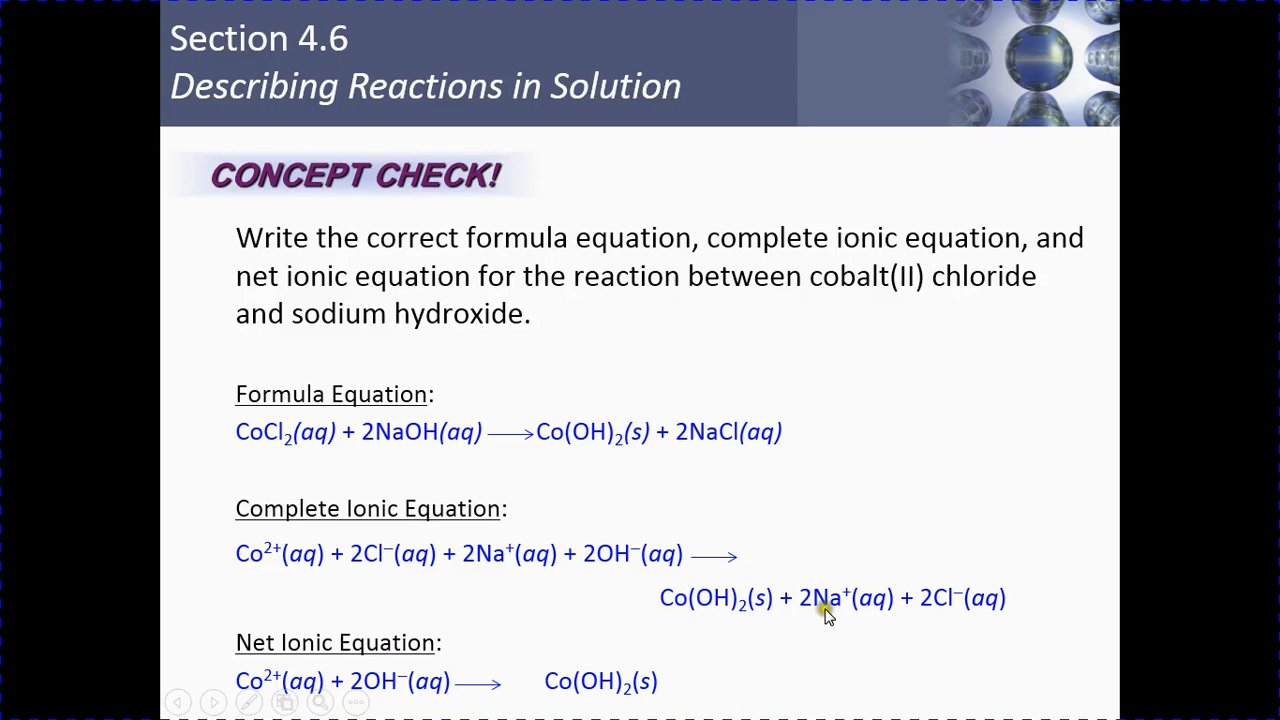 Section 4.6
Describing Reactions in Solution
CONCEPT CHECK!
Write the correct formula equation, complete ionic equation, and
net ionic equation for the reaction between cobalt(II) chloride
and sodium hydroxide.
Formula Equation:
CoCl₂(aq) + 2NaOH(aq) ⟶ Co(OH)₂(s) + 2NaCl(aq)
Complete Ionic Equation:
Co²⁺(aq) + 2Cl⁻(aq) + 2Na⁺(aq) + 2OH⁻(aq) ⟶
Co(OH)₂(s) + 2Na⁺(aq) + 2Cl⁻(aq)
Net Ionic Equation:
Co²⁺(aq) + 2OH⁻(aq) ⟶ Co(OH)₂(s)